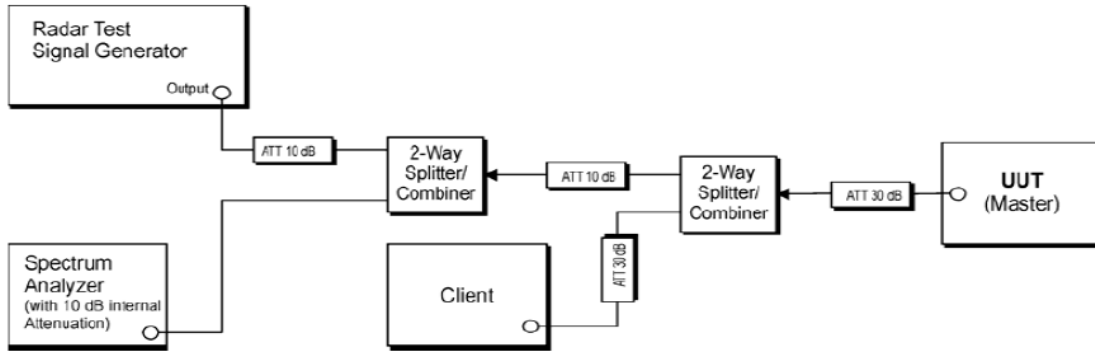 Radar Test
Signal Generator
Output
ATT 10 dB
2-Way
Splitter/
Combiner
ATT 10 dB
2-Way
Splitter/
Combiner
ATT 30 dB
UUT
(Master)
Spectrum
Analyzer
(with 10 dB internal
Attenuation)
Client
ATT 30 dB